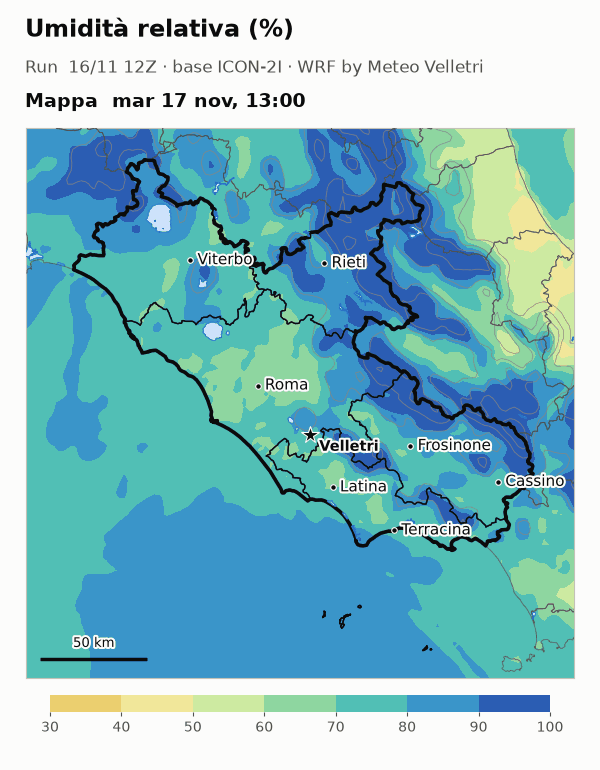 Umidità relativa (%)
Run  16/11 12Z · base ICON-2I · WRF by Meteo Velletri
Mappa  mar 17 nov, 13:00
Viterbo
Rieti
Roma
Velletri
Frosinone
Cassino
Latina
Terracina
50 km
30 40 50 60 70 80 90 100